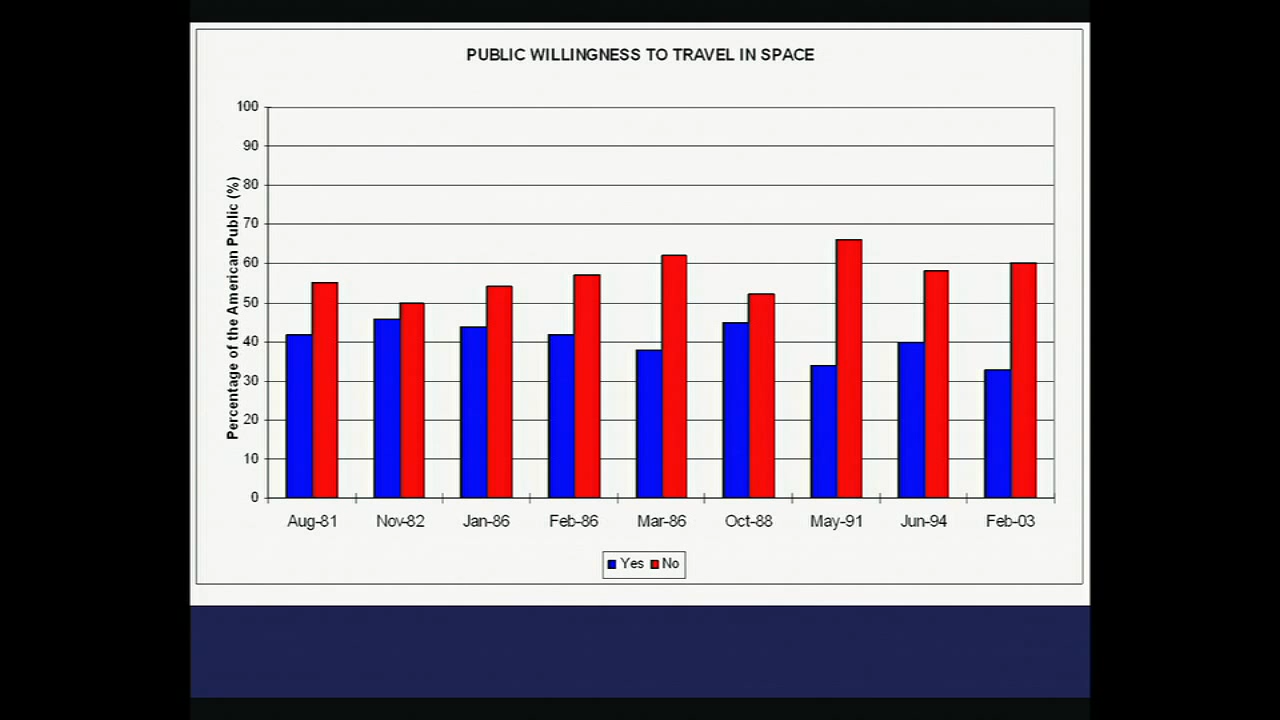 PUBLIC WILLINGNESS TO TRAVEL IN SPACE
Percentage of the American Public (%)
100
90
80
70
60
50
40
30
20
10
0
Aug-81 Nov-82 Jan-86 Feb-86 Mar-86 Oct-88 May-91 Jun-94 Feb-03
Yes No